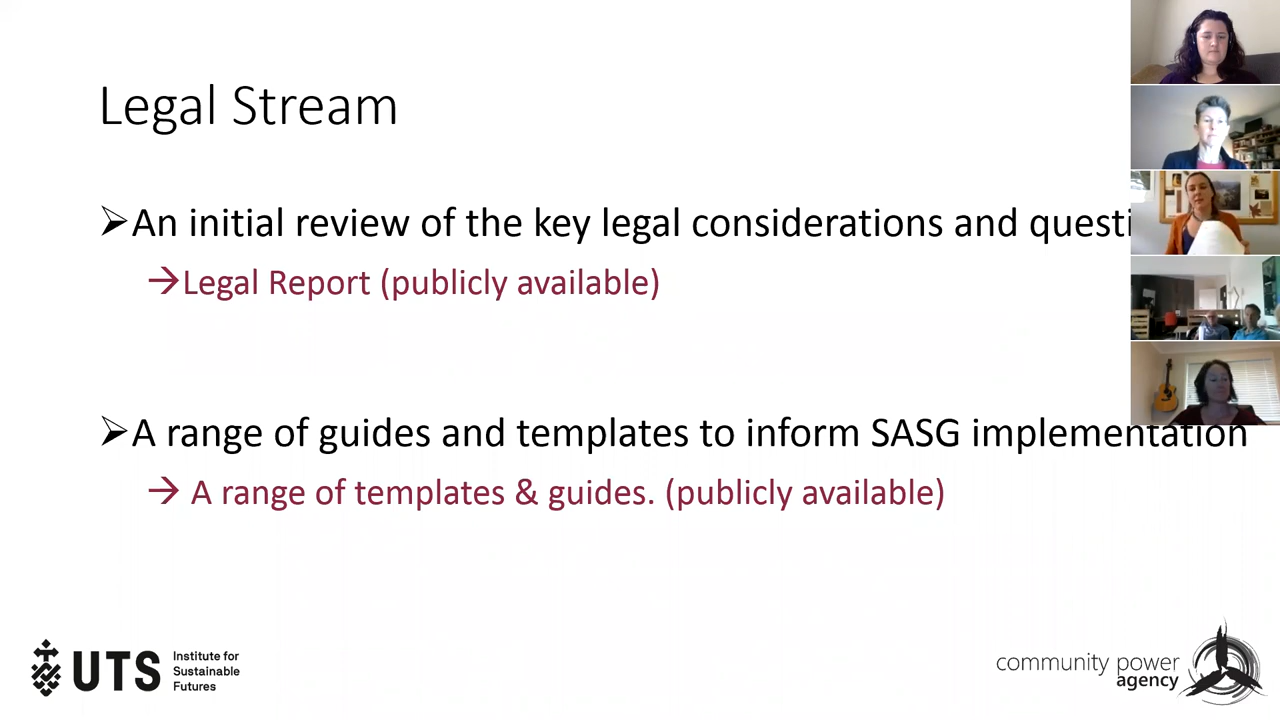 Legal Stream
➢An initial review of the key legal considerations and questi
→Legal Report (publicly available)
➢A range of guides and templates to inform SASG implementation
→ A range of templates & guides. (publicly available)
UTS
Institute for
Sustainable
Futures
community power
agency